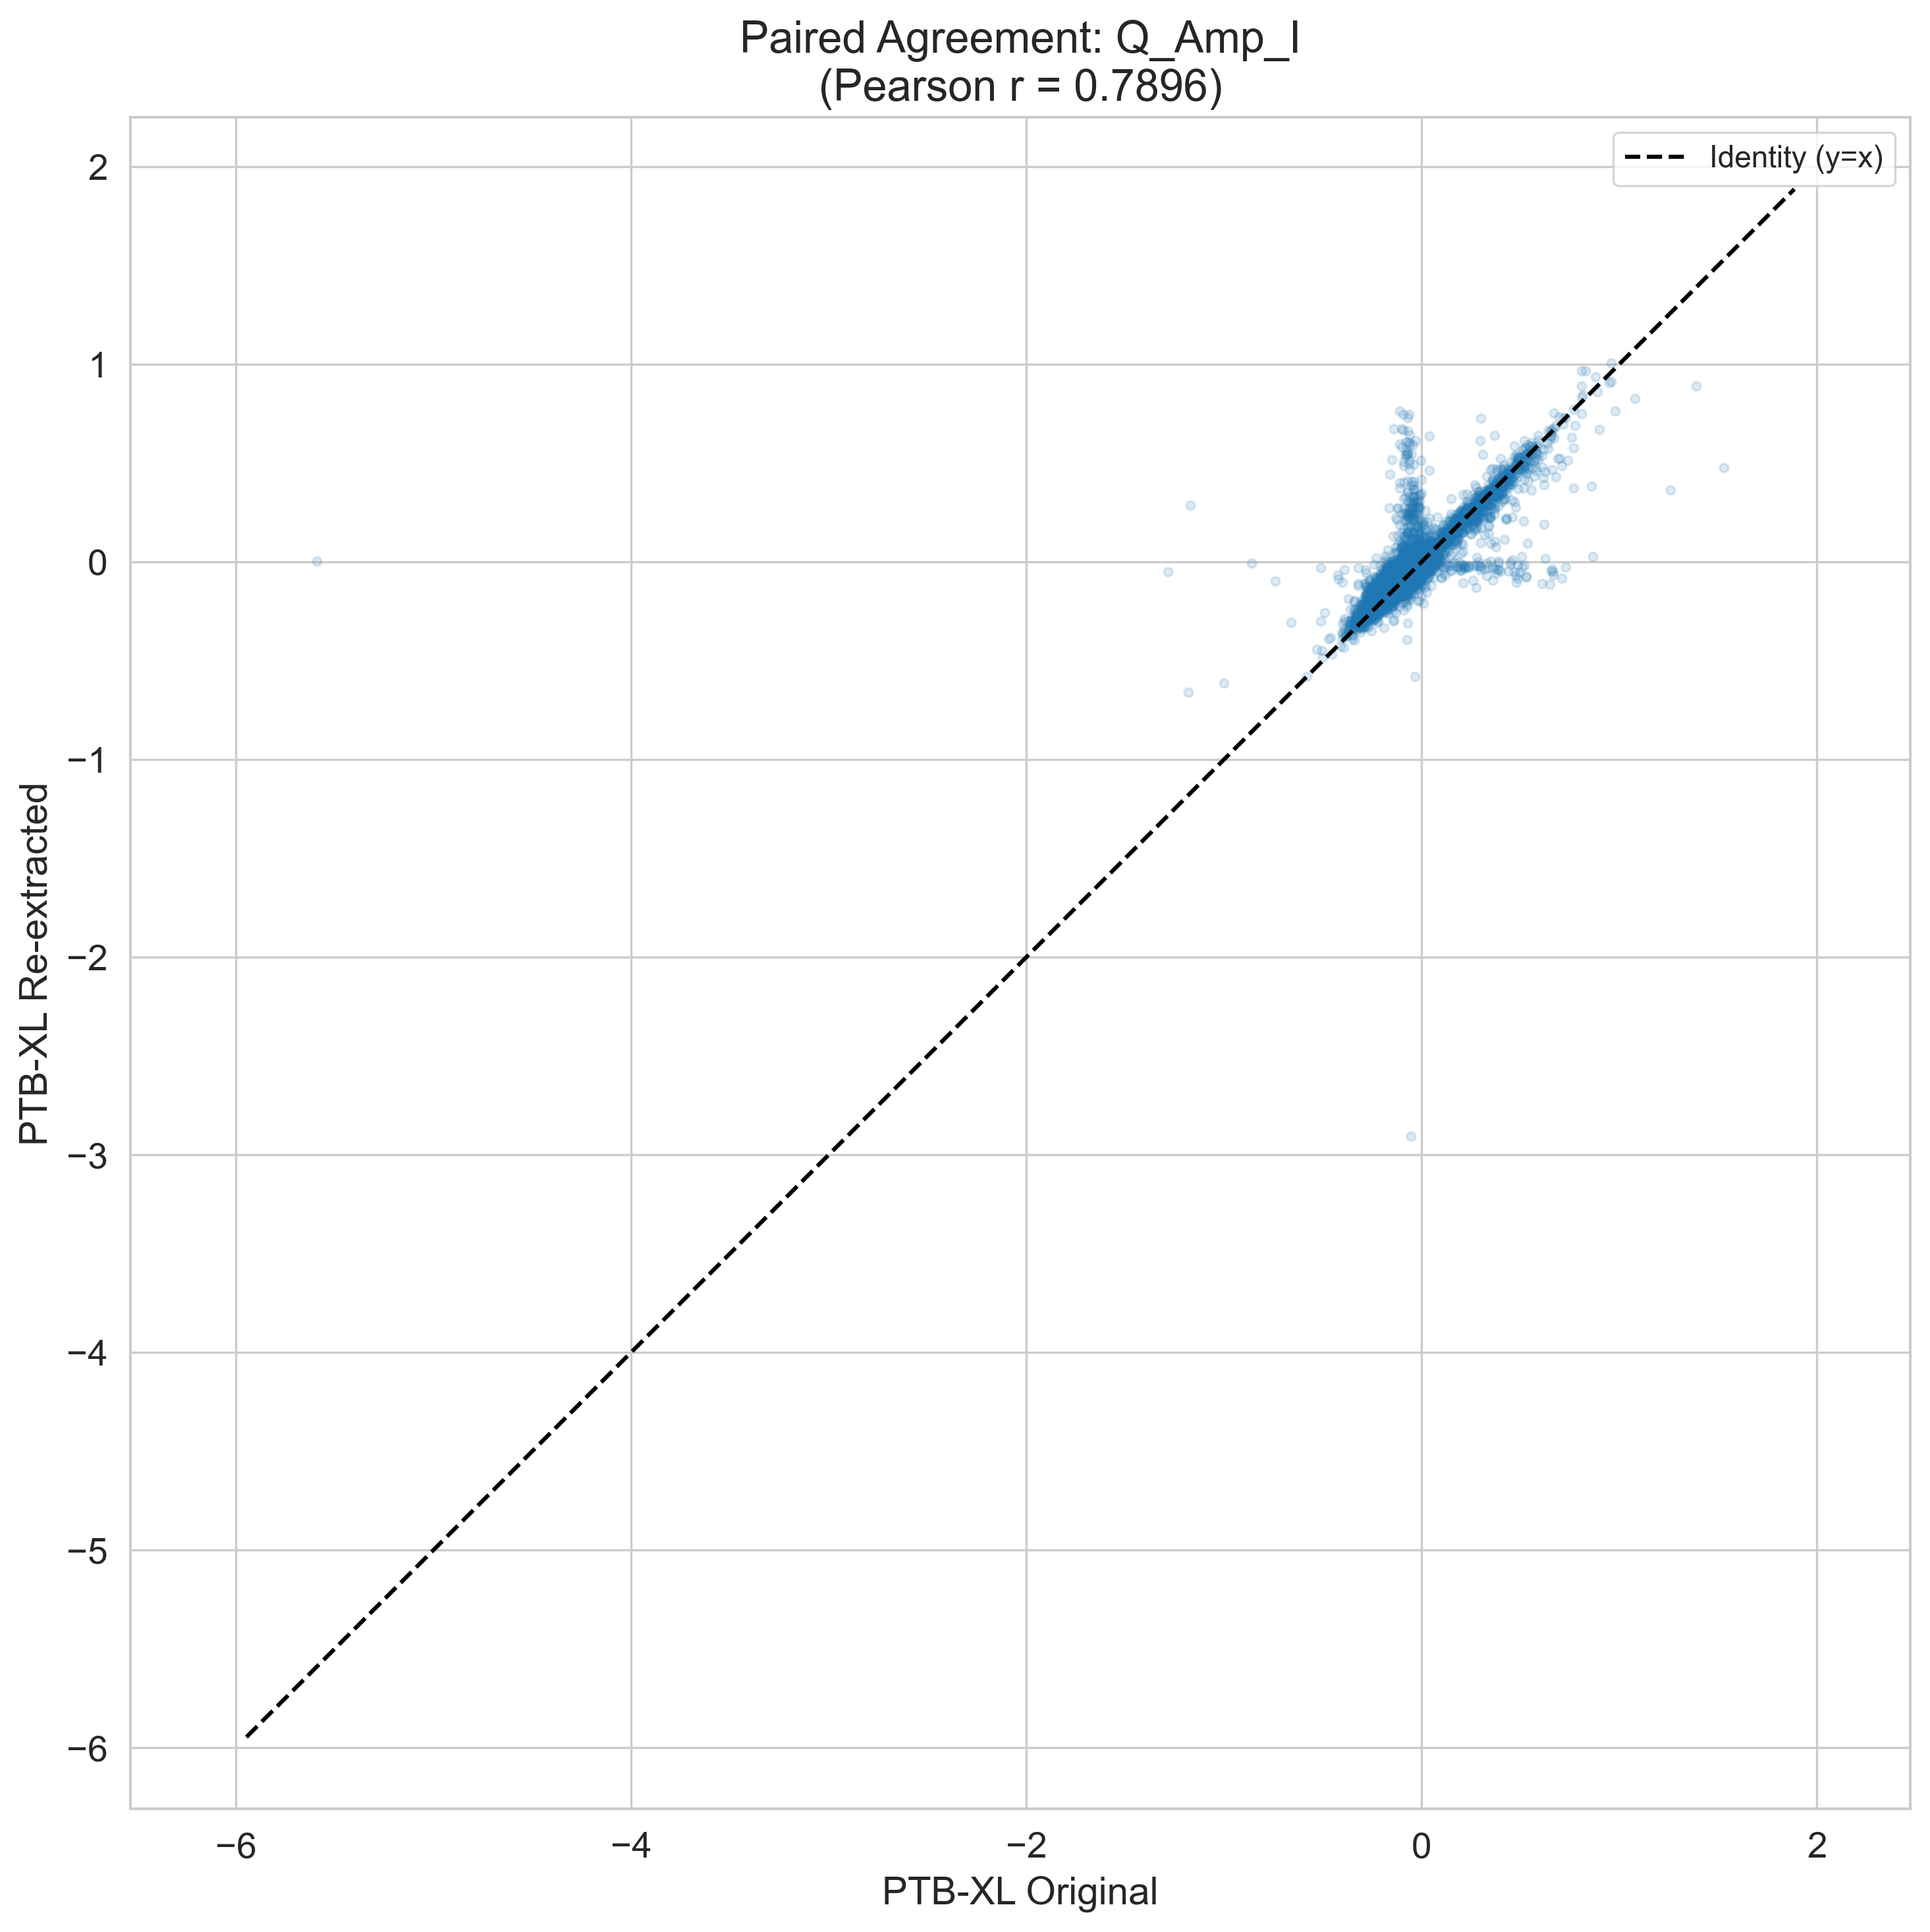 Paired Agreement: Q_Amp_I
(Pearson r = 0.7896)
Identity (y=x)
2
1
0
−1
−2
−3
−4
−5
−6
PTB-XL Re-extracted
−6
−4
−2
0
2
PTB-XL Original